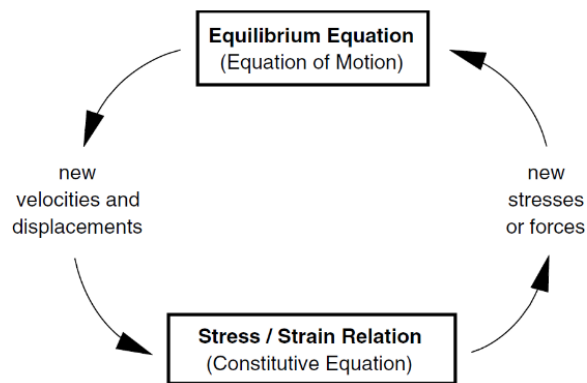 Equilibrium Equation
(Equation of Motion)
new
velocities and
displacements
new
stresses
or forces
Stress / Strain Relation
(Constitutive Equation)